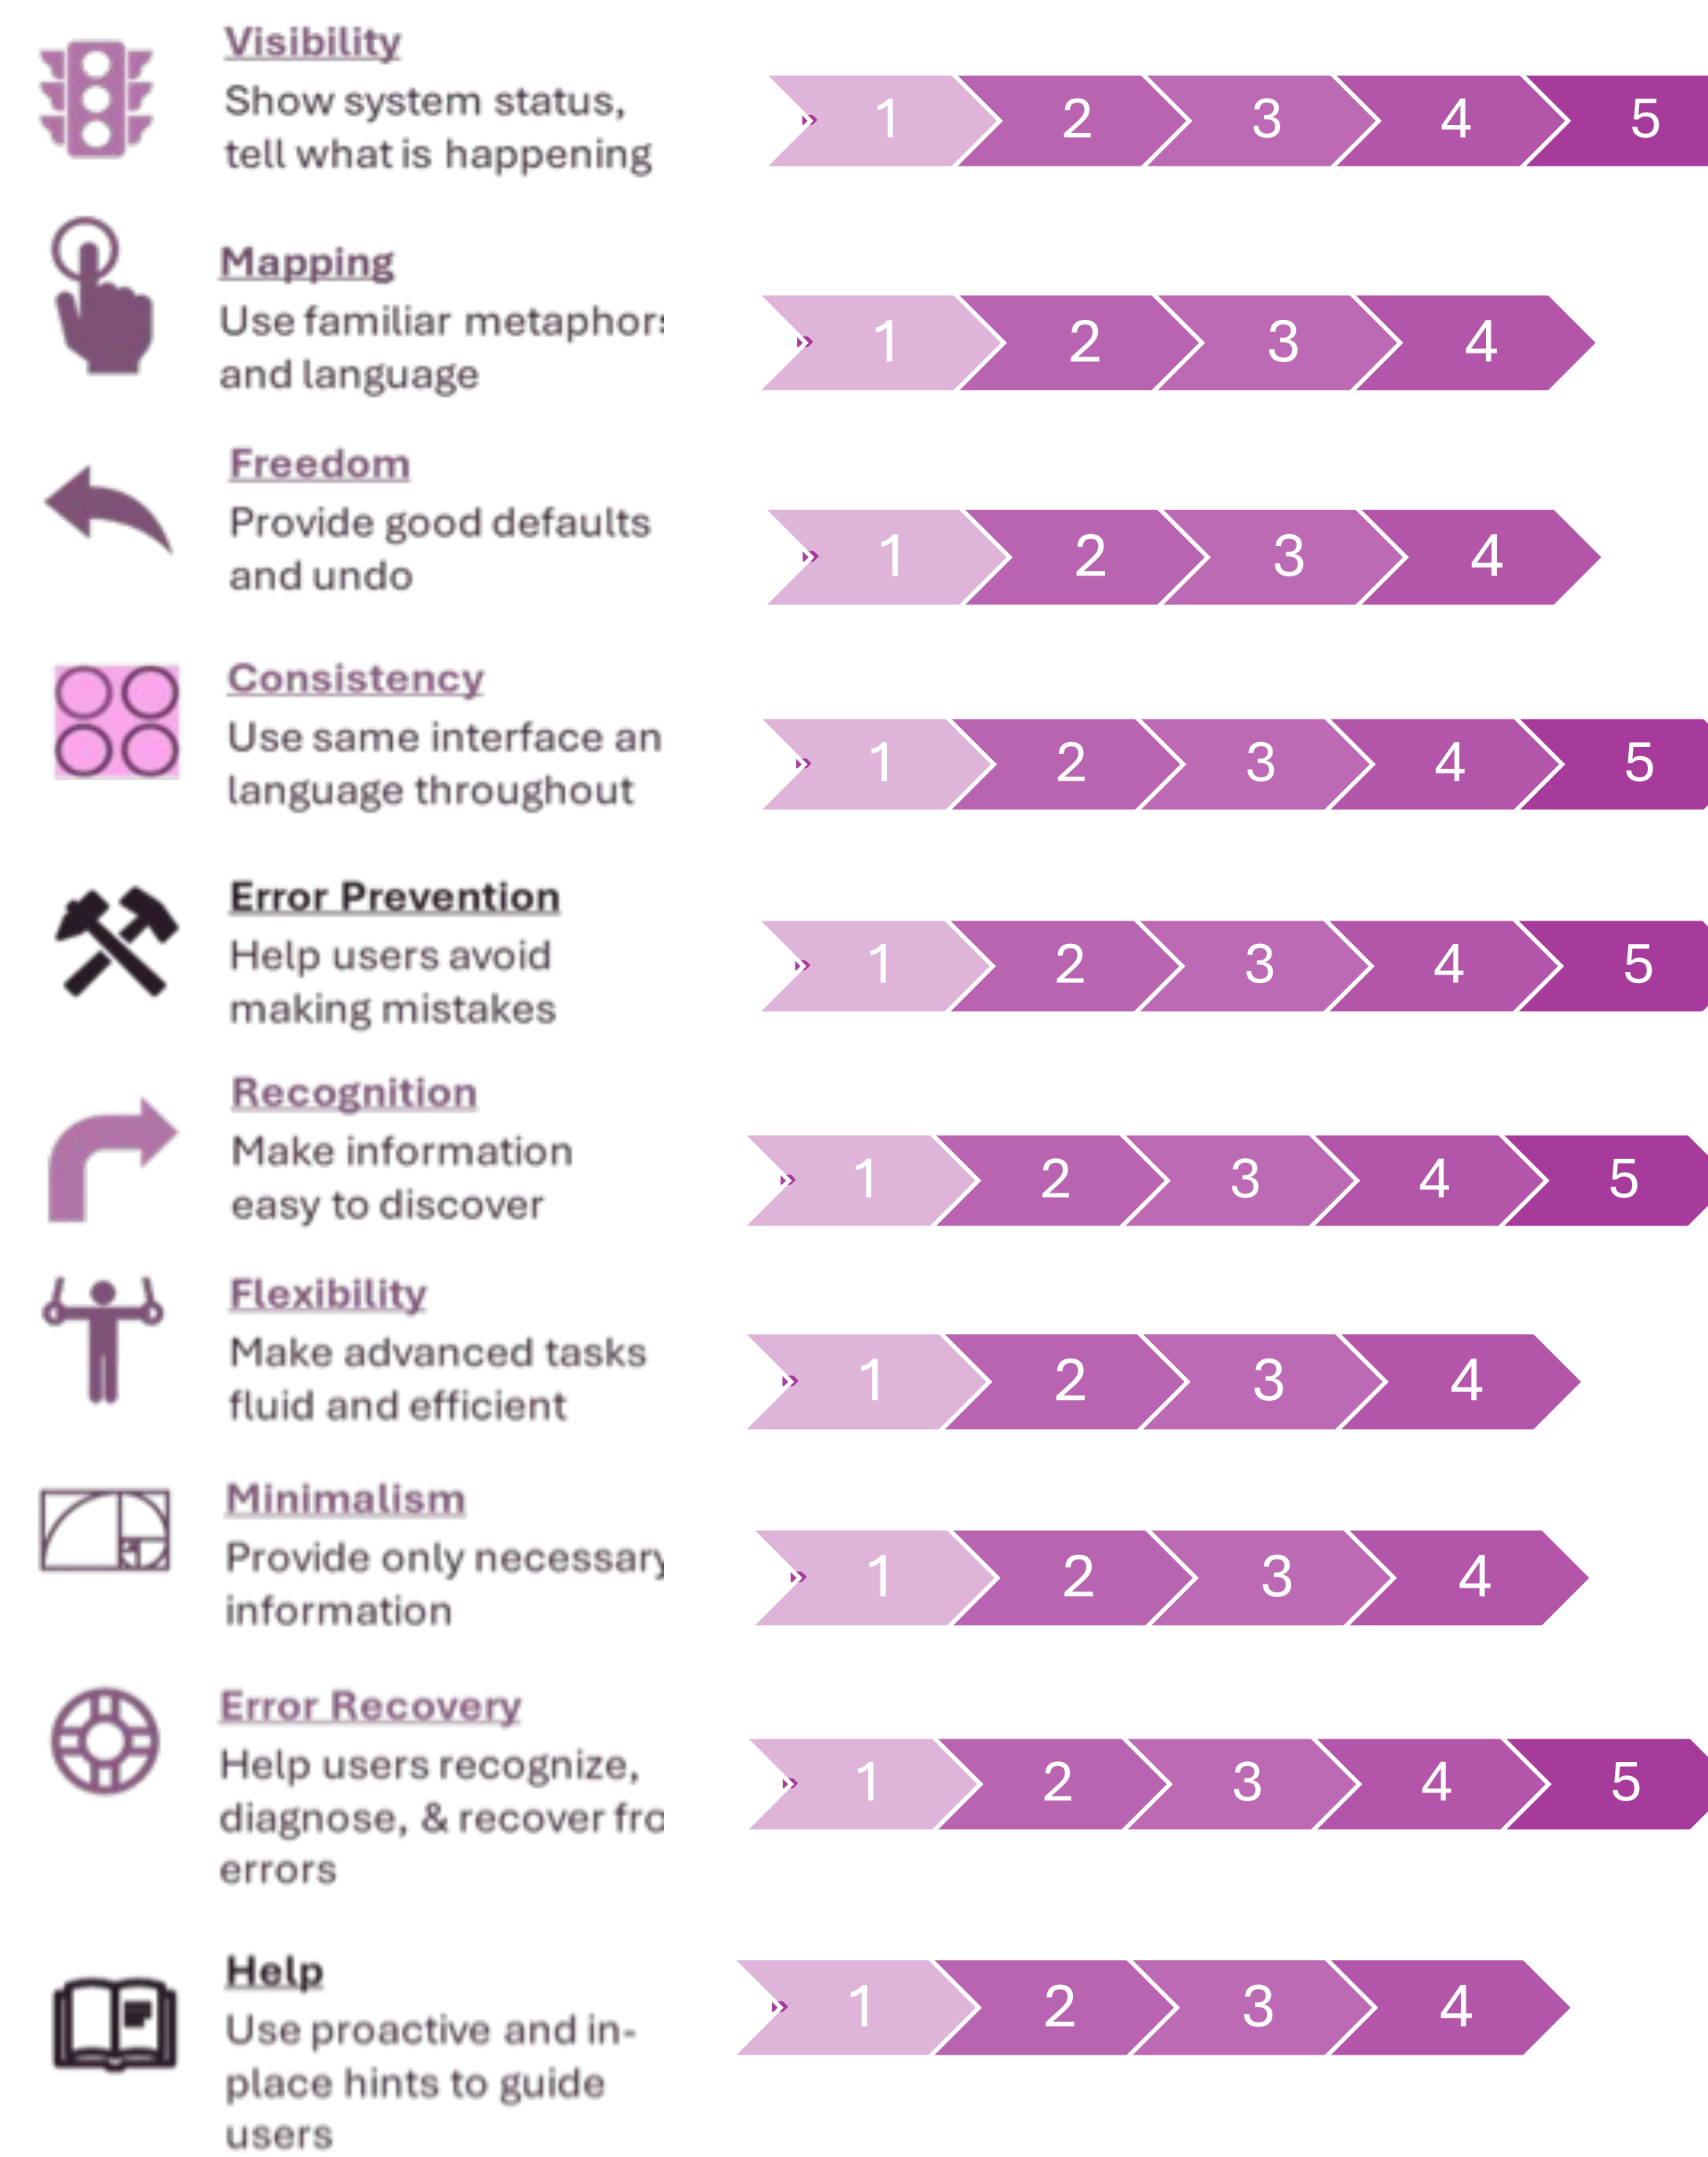 Visibility
Show system status,
tell what is happening
1 2 3 4 5
Mapping
Use familiar metaphors
and language
1 2 3 4
Freedom
Provide good defaults
and undo
1 2 3 4
Consistency
Use same interface an
language throughout
1 2 3 4 5
Error Prevention
Help users avoid
making mistakes
1 2 3 4 5
Recognition
Make information
easy to discover
1 2 3 4 5
Flexibility
Make advanced tasks
fluid and efficient
1 2 3 4
Minimalism
Provide only necessary
information
1 2 3 4
Error Recovery
Help users recognize,
diagnose, & recover fro
errors
1 2 3 4 5
Help
Use proactive and in-
place hints to guide
users
1 2 3 4